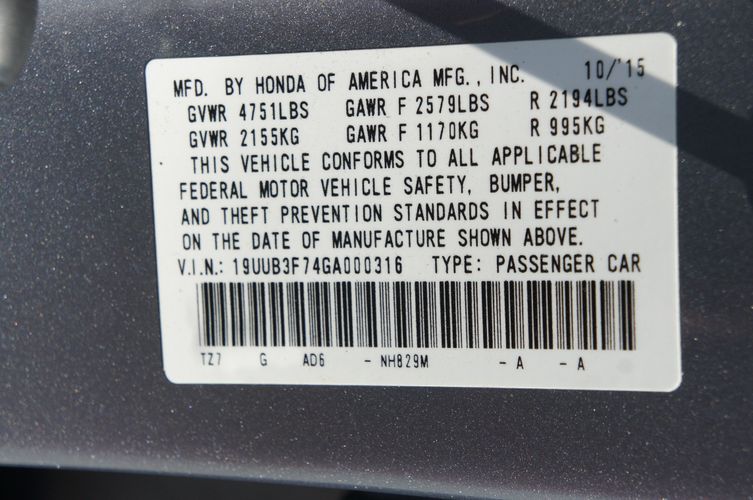 MFD. BY HONDA OF AMERICA MFG., INC. 10/'15
GVWR 4751LBS GAWR F 2579LBS R 2194LBS
GVWR 2155KG GAWR F 1170KG R 995KG
THIS VEHICLE CONFORMS TO ALL APPLICABLE
FEDERAL MOTOR VEHICLE SAFETY, BUMPER,
AND THEFT PREVENTION STANDARDS IN EFFECT
ON THE DATE OF MANUFACTURE SHOWN ABOVE.
V.I.N.: 19UUB3F74GA000316 TYPE: PASSENGER CAR
TZ7 G AD6 - NH829M - A - A